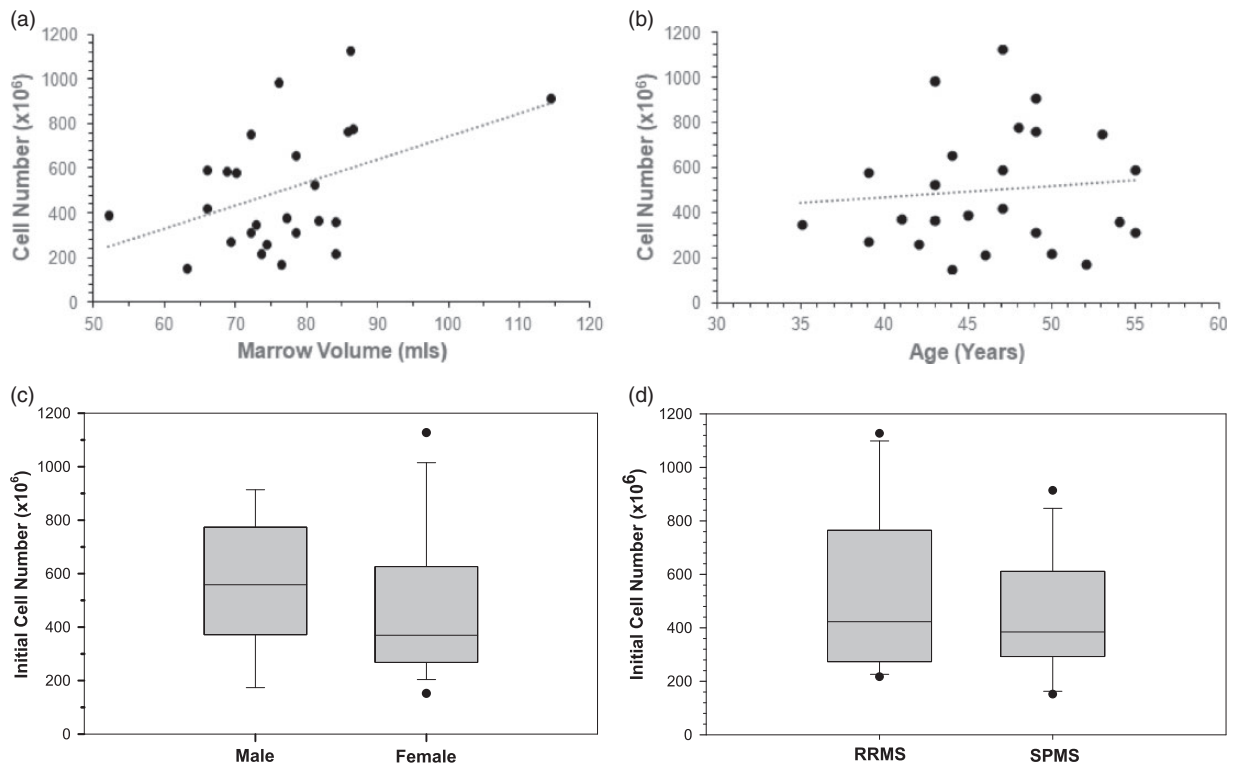 (a)
1200
1000
800
600
400
200
0
Cell Number (x10⁶)
50 60 70 80 90 100 110 120
Marrow Volume (mls)
(b)
1200
1000
800
600
400
200
0
Cell Number (x10⁶)
30 35 40 45 50 55 60
Age (Years)
(c)
1200
1000
800
600
400
200
0
Initial Cell Number (x10⁶)
Male Female
(d)
1200
1000
800
600
400
200
0
Initial Cell Number (x10⁶)
RRMS SPMS